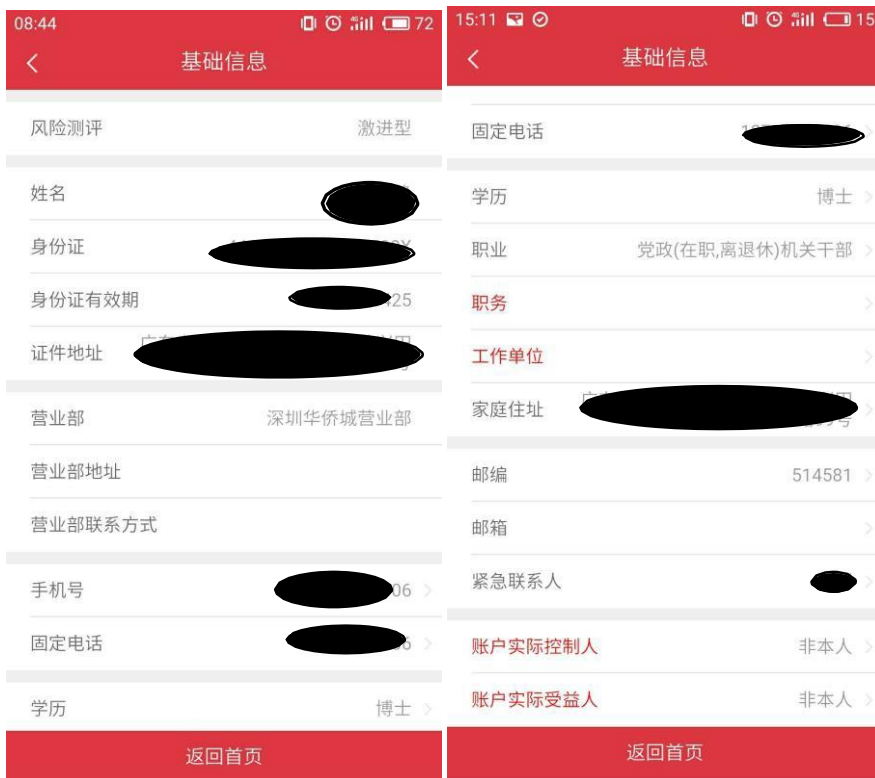 08:44
72
基础信息
风险测评
激进型
姓名
身份证
身份证有效期
425
证件地址
营业部
深圳华侨城营业部
营业部地址
营业部联系方式
手机号
06
固定电话
学历
博士
返回首页
15:11
15
基础信息
固定电话
学历
博士
职业
党政(在职,离退休)机关干部
职务
工作单位
家庭住址
邮编
514581
邮箱
紧急联系人
账户实际控制人
非本人
账户实际受益人
非本人
返回首页